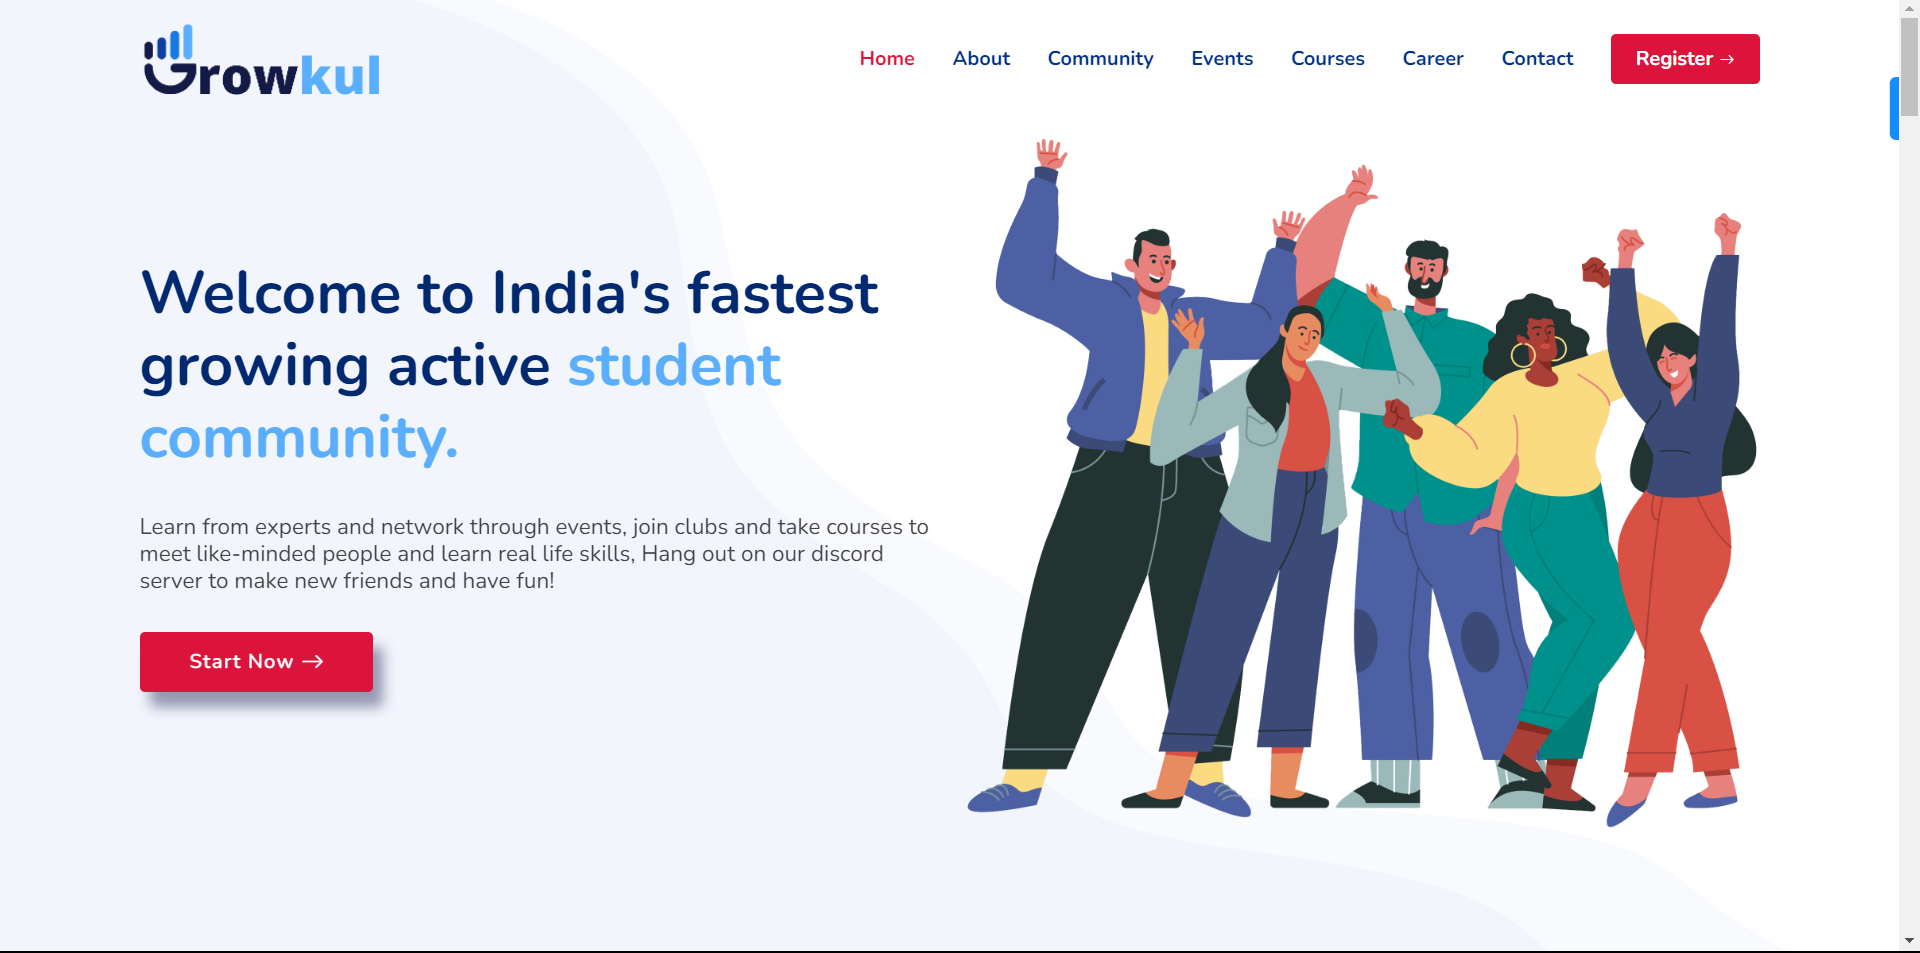 Growkul
Home About Community Events Courses Career Contact Register →
Welcome to India's fastest
growing active student
community.
Learn from experts and network through events, join clubs and take courses to
meet like-minded people and learn real life skills, Hang out on our discord
server to make new friends and have fun!
Start Now →